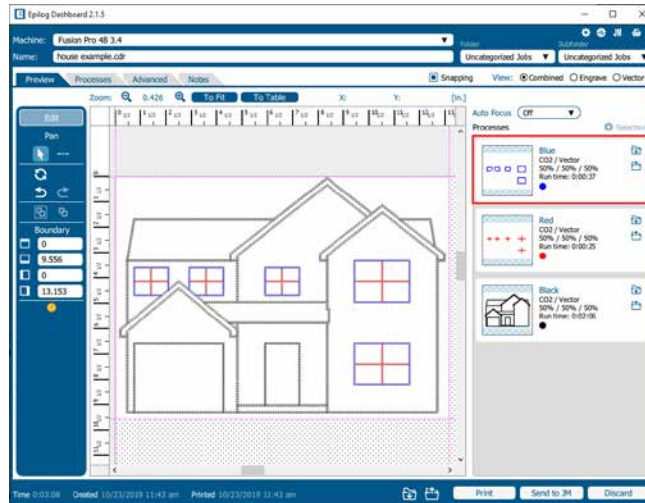 Epilog Dashboard 2.1.5
Machine: Fusion Pro 48 3.4
Name: house example.cdr
Folder Subfolder
Uncategorized Jobs Uncategorized Jobs
Preview Processes Advanced Notes
Snapping View: Combined Engrave Vector
Zoom: 0.426 To Fit To Table X: Y: [In.]
Auto Focus Off
Processes
Edit
Pan
Boundary
0
9.556
0
13.153
Blue
CO2 / Vector
50% / 50% / 50%
Run time: 0:00:37
Red
CO2 / Vector
50% / 50% / 50%
Run time: 0:00:25
Black
CO2 / Vector
50% / 50% / 50%
Run time: 0:02:06
Time 0:03:08 Created 10/23/2019 11:43 am Printed 10/23/2019 11:43 am
Print Send to JM Discard